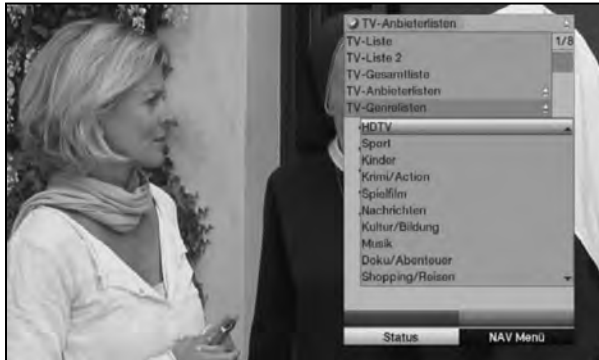 TV-Anbieterlisten
TV-Liste 1/8
TV-Liste 2
TV-Gesamtliste
TV-Anbieterlisten
TV-Genrelisten
HDTV
Sport
Kinder
Krimi/Action
Spielfilm
Nachrichten
Kultur/Bildung
Musik
Doku/Abenteuer
Shopping/Reisen
Status NAV Menü